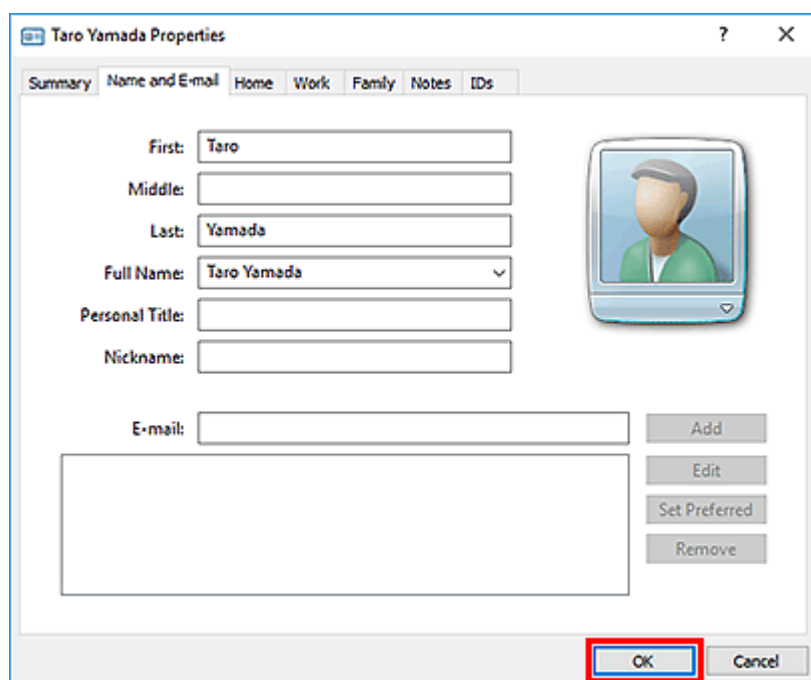 Taro Yamada Properties
Summary Name and E-mail Home Work Family Notes IDs
First: Taro
Middle:
Last: Yamada
Full Name: Taro Yamada
Personal Title:
Nickname:
E-mail: Add
Edit
Set Preferred
Remove
OK Cancel